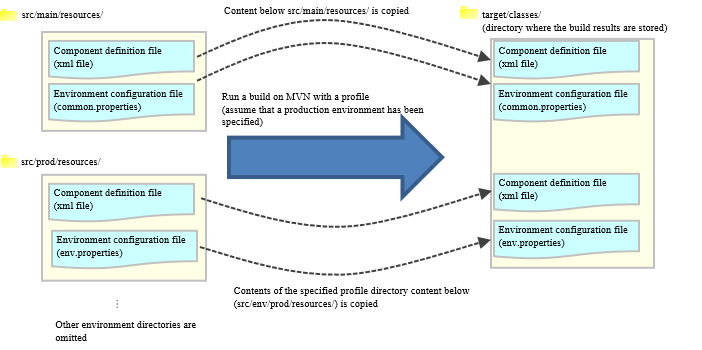 src/main/resources/
Component definition file
(xml file)
Environment configuration file
(common.properties)
src/prod/resources/
Component definition file
(xml file)
Environment configuration file
(env.properties)
⋮
Other environment directories are
omitted
Content below src/main/resources/ is copied
Run a build on MVN with a profile
(assume that a production environment has been
specified)
Contents of the specified profile directory content below
(src/env/prod/resources/) is copied
target/classes/
(directory where the build results are stored)
Component definition file
(xml file)
Environment configuration file
(common.properties)
Component definition file
(xml file)
Environment configuration file
(env.properties)